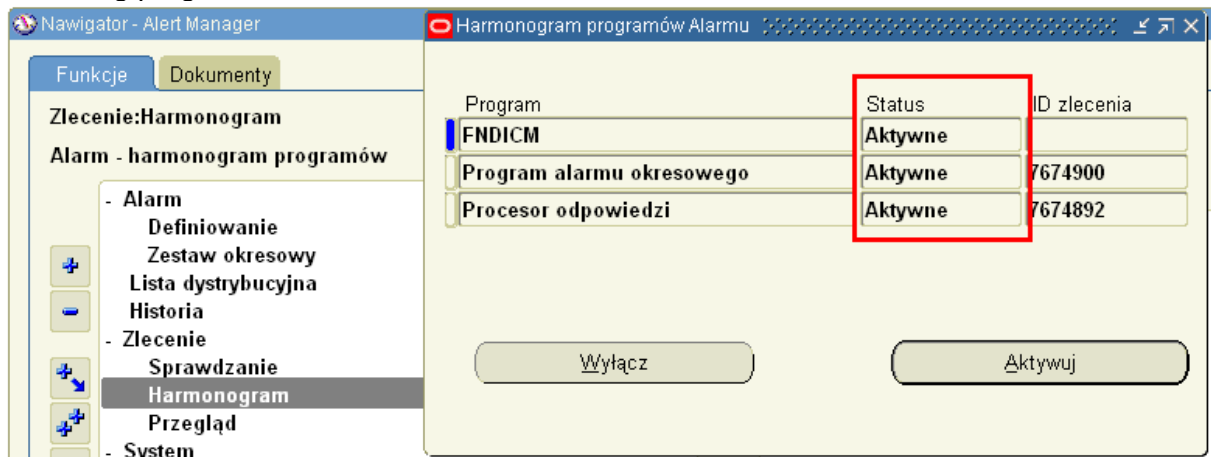 Nawigator - Alert Manager
Funkcje Dokumenty
Zlecenie:Harmonogram
Alarm - harmonogram programów
- Alarm
Definiowanie
Zestaw okresowy
Lista dystrybucyjna
Historia
- Zlecenie
Sprawdzanie
Harmonogram
Przegląd
- System
Harmonogram programów Alarmu
Program Status ID zlecenia
FNDICM Aktywne
Program alarmu okresowego Aktywne 7674900
Procesor odpowiedzi Aktywne 7674892
Wyłącz Aktywuj